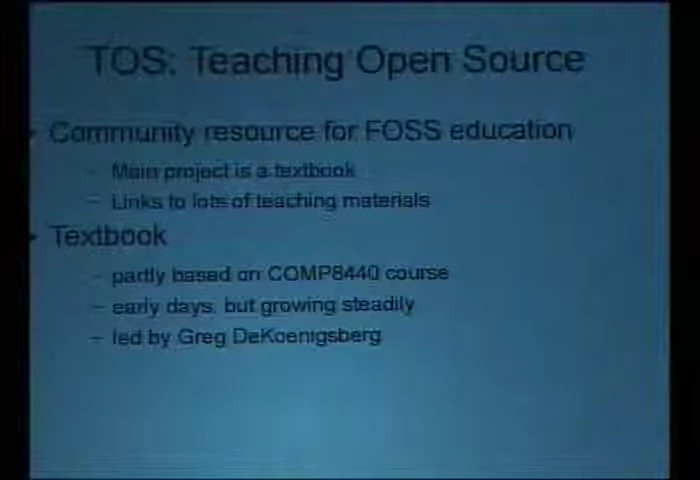 TOS: Teaching Open Source
• Community resource for FOSS education
– Main project is a textbook
– Links to lots of teaching materials
• Textbook
– partly based on COMP8440 course
– early days, but growing steadily
– led by Greg DeKoenigsberg